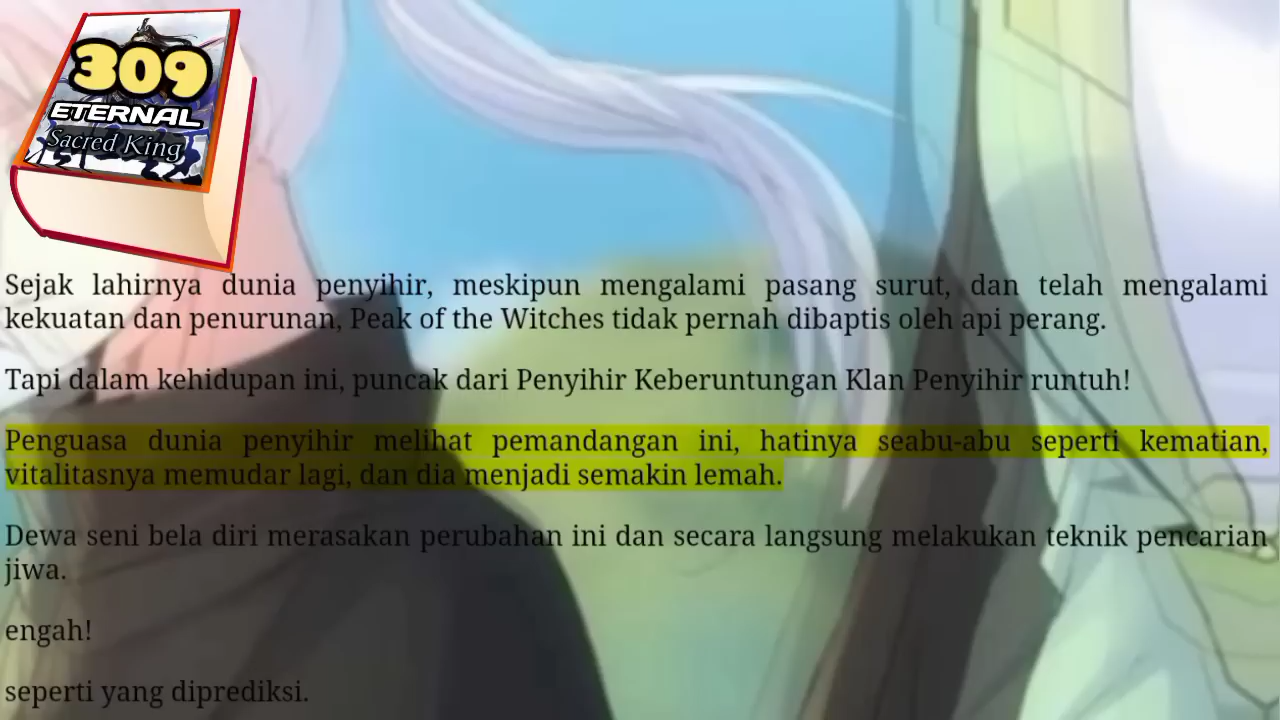 309
ETERNAL
Sacred King
Sejak lahirnya dunia penyihir, meskipun mengalami pasang surut, dan telah mengalami
kekuatan dan penurunan, Peak of the Witches tidak pernah dibaptis oleh api perang.
Tapi dalam kehidupan ini, puncak dari Penyihir Keberuntungan Klan Penyihir runtuh!
Penguasa dunia penyihir melihat pemandangan ini, hatinya seabu-abu seperti kematian,
vitalitasnya memudar lagi, dan dia menjadi semakin lemah.
Dewa seni bela diri merasakan perubahan ini dan secara langsung melakukan teknik pencarian
jiwa.
engah!
seperti yang diprediksi.